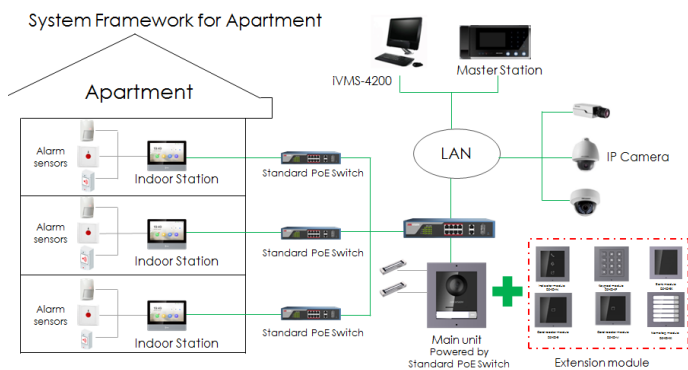 System Framework for Apartment
iVMS-4200
Master Station
Apartment
LAN
IP Camera
Alarm
sensors
Indoor Station
Standard PoE Switch
Alarm
sensors
Indoor Station
Standard PoE Switch
Alarm
sensors
Indoor Station
Standard PoE Switch
Main unit
Powered by
Standard PoE Switch
Extension module